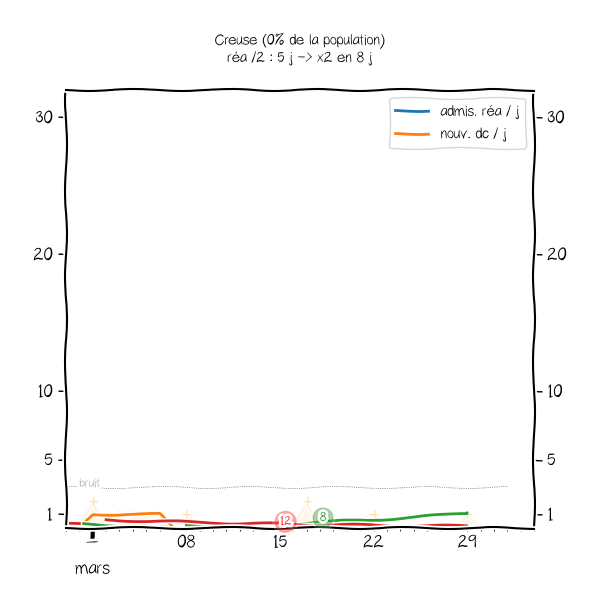 Creuse (0% de la population)
réa /2 : 5 j -> x2 en 8 j
admis. réa / j
nouv. dc / j
30
30
20
20
10
10
5
5
bruit
1
1
12
8
1
08
15
22
29
mars